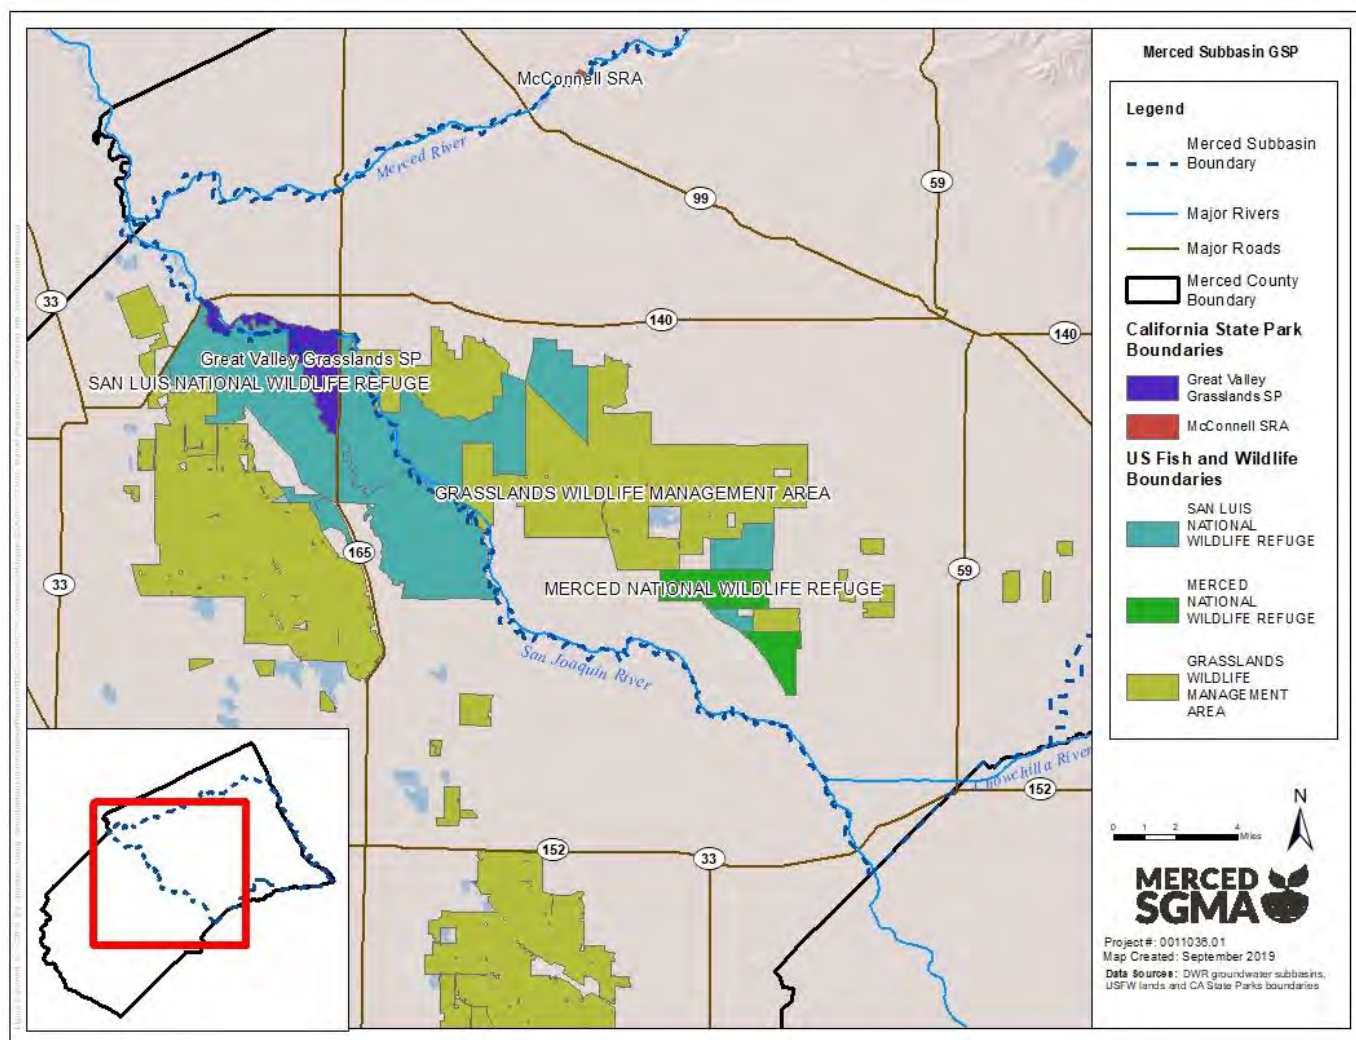 Merced Subbasin GSP
McConnell SRA
Merced River
99
59
33
140
140
Great Valley Grasslands SP
SAN LUIS NATIONAL WILDLIFE REFUGE
GRASSLANDS WILDLIFE MANAGEMENT AREA
165
59
33
MERCED NATIONAL WILDLIFE REFUGE
San Joaquin River
Chowchilla River
152
152
33
Legend
Merced Subbasin
Boundary
Major Rivers
Major Roads
Merced County
Boundary
California State Park
Boundaries
Great Valley
Grasslands SP
McConnell SRA
US Fish and Wildlife
Boundaries
SAN LUIS
NATIONAL
WILDLIFE REFUGE
MERCED
NATIONAL
WILDLIFE REFUGE
GRASSLANDS
WILDLIFE
MANAGEMENT
AREA
N
0 1 2 4
Miles
MERCED
SGMA
Project #: 0011036.01
Map Created: September 2019
Data Sources: DWR groundwater subbasins,
USFW lands and CA State Parks boundaries